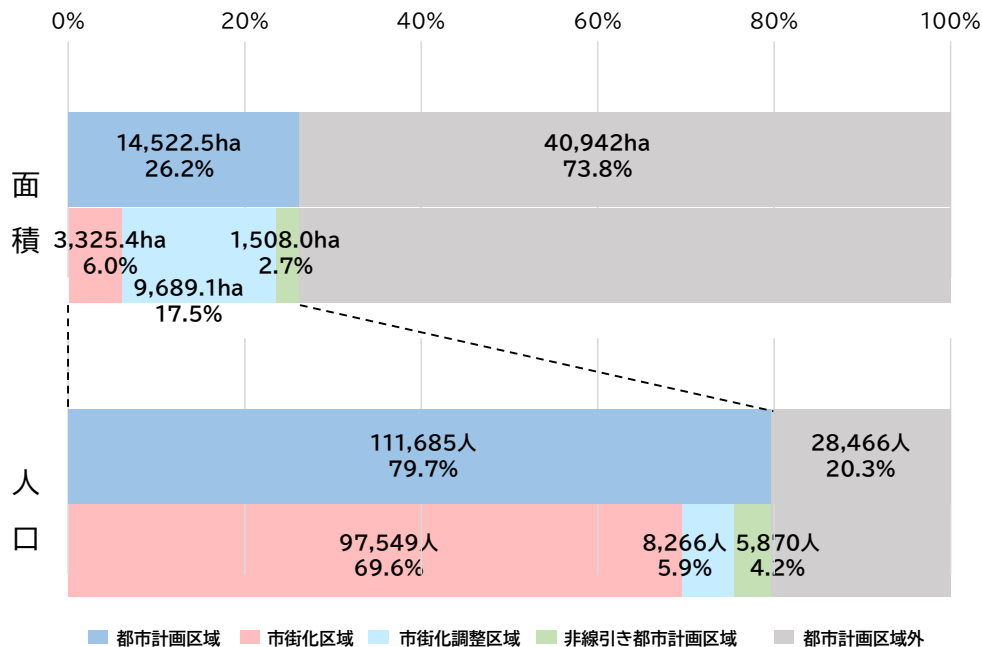 0% 20% 40% 60% 80% 100%
面積
14,522.5ha
26.2%
40,942ha
73.8%
3,325.4ha
6.0%
9,689.1ha
17.5%
1,508.0ha
2.7%
人口
111,685人
79.7%
28,466人
20.3%
97,549人
69.6%
8,266人
5.9%
5,870人
4.2%
都市計画区域 市街化区域 市街化調整区域 非線引き都市計画区域 都市計画区域外